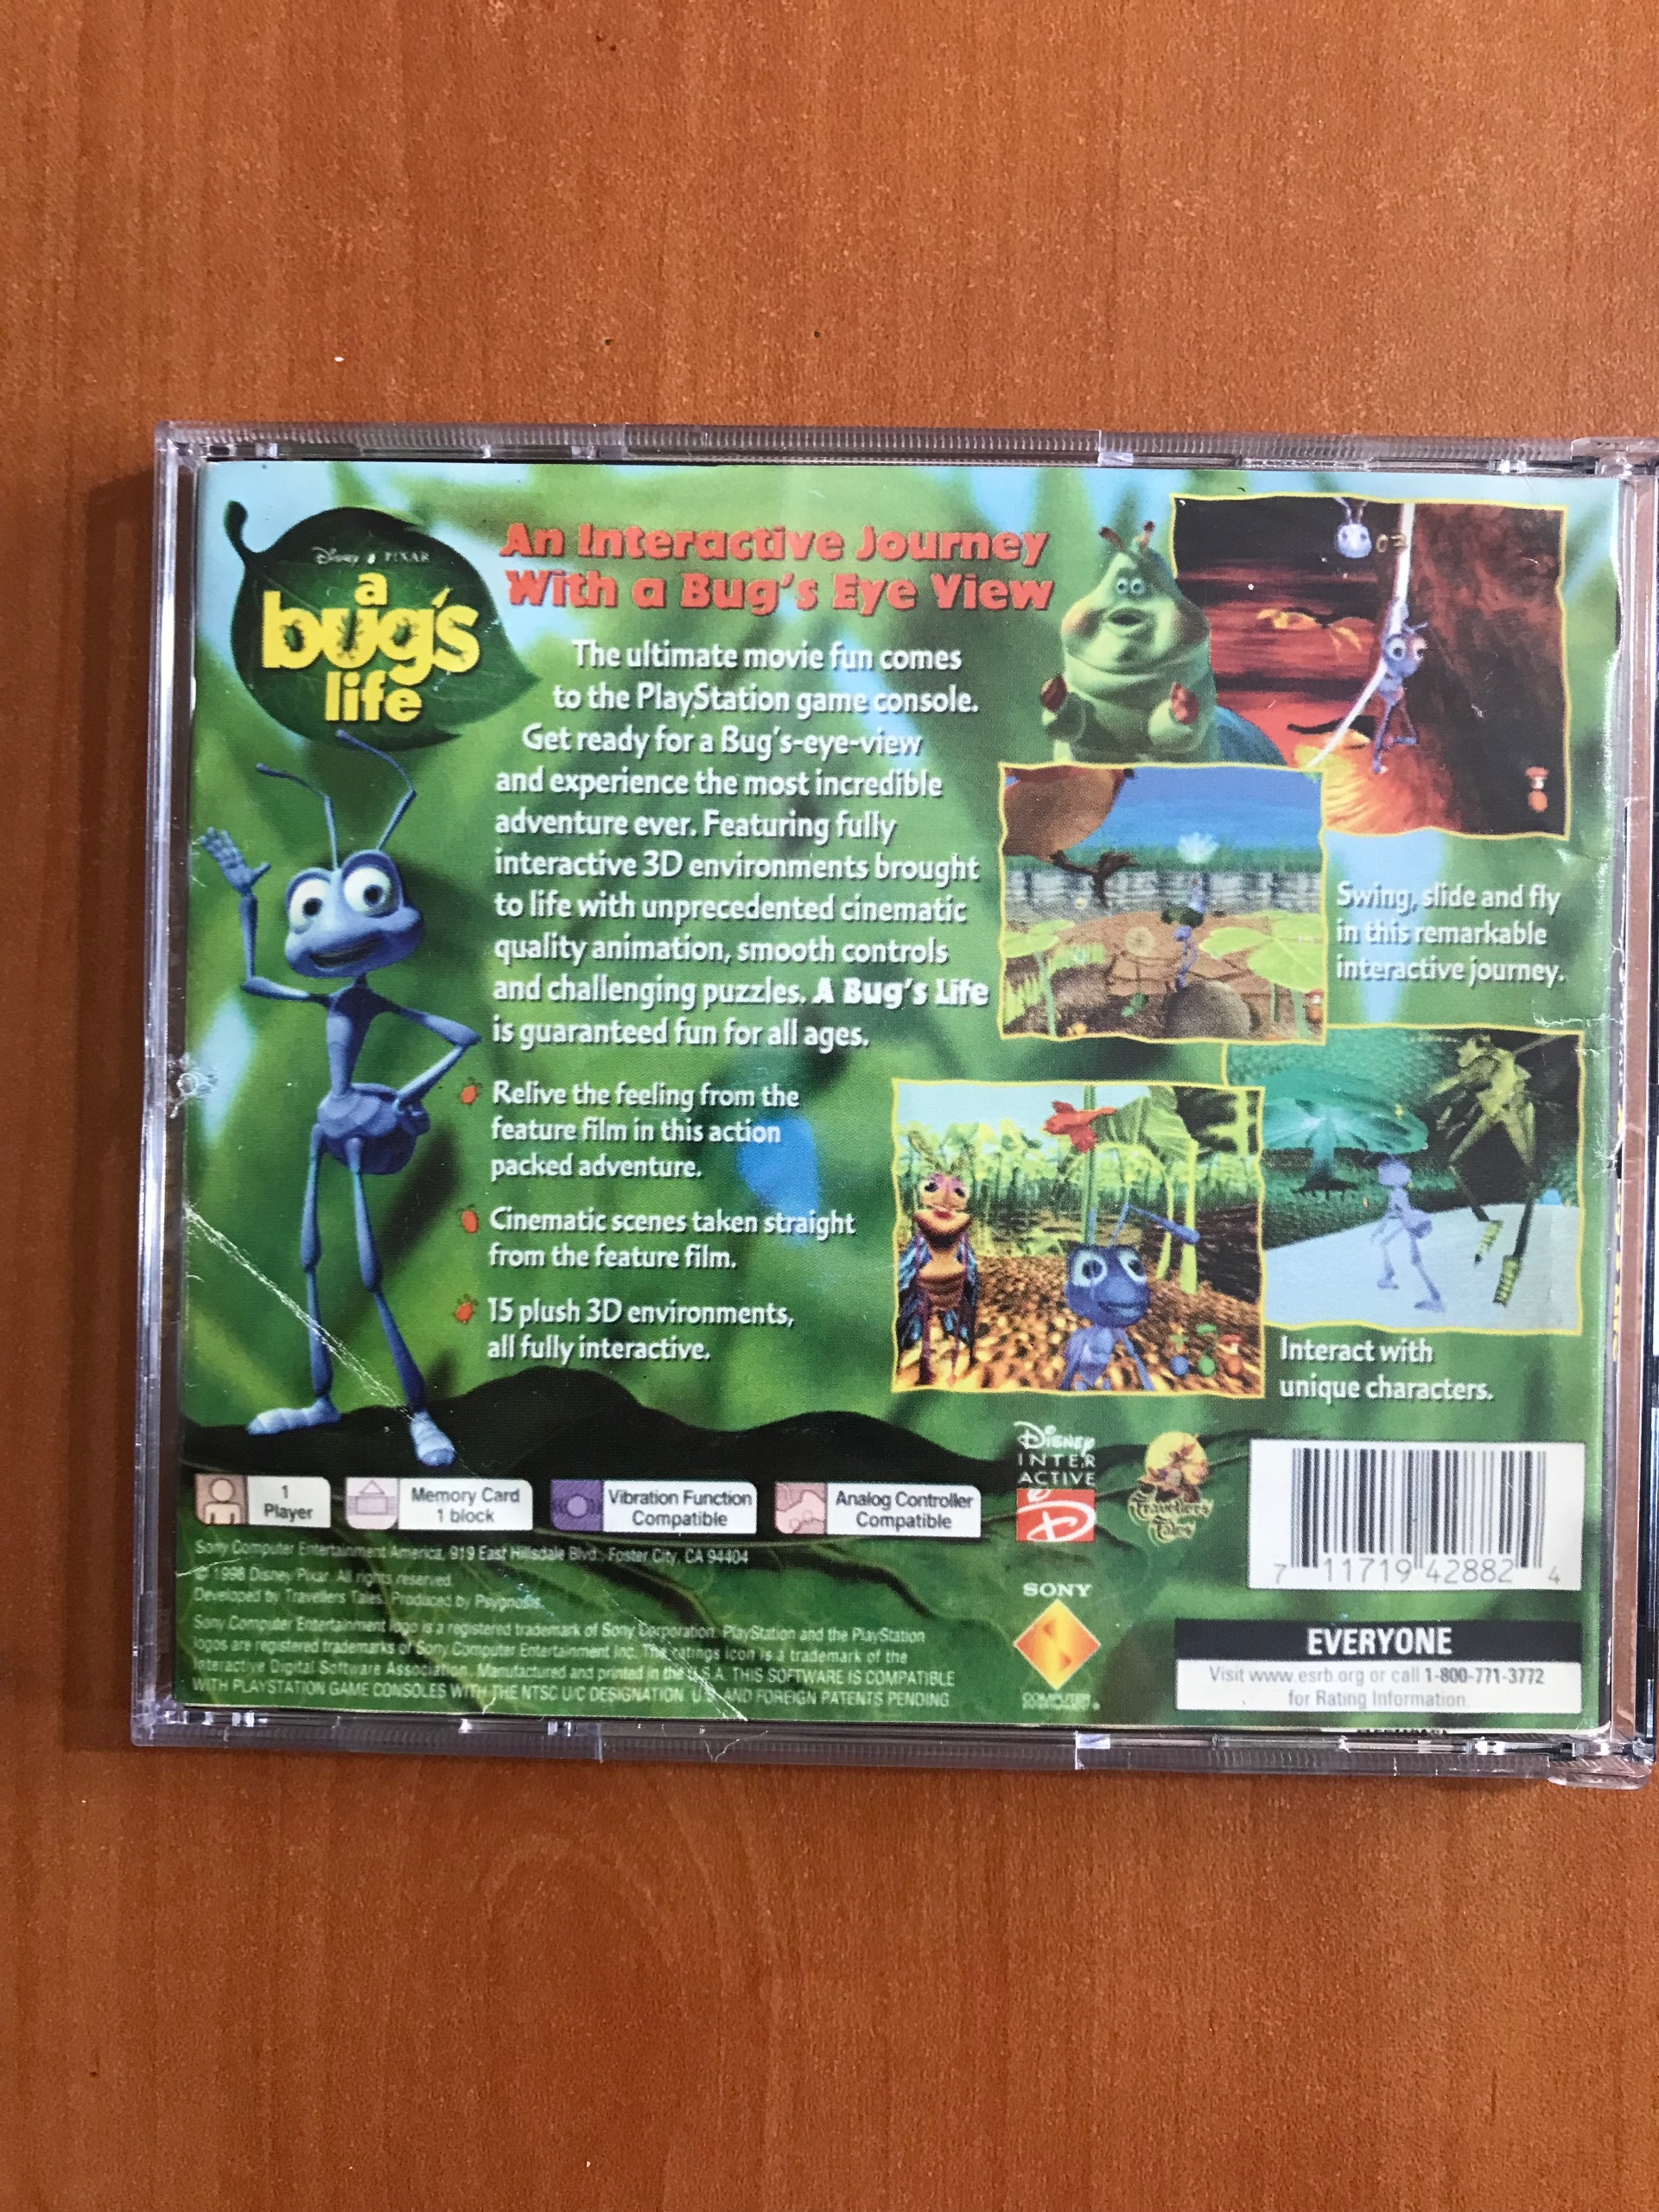 Disney PIXAR
a
bug's
life
An Interactive Journey
With a Bug's Eye View
The ultimate movie fun comes
to the PlayStation game console.
Get ready for a Bug's-eye-view
and experience the most incredible
adventure ever. Featuring fully
interactive 3D environments brought
to life with unprecedented cinematic
quality animation, smooth controls
and challenging puzzles. A Bug's Life
is guaranteed fun for all ages.
Relive the feeling from the
feature film in this action
packed adventure.
Cinematic scenes taken straight
from the feature film.
15 plush 3D environments,
all fully interactive.
03
Swing, slide and fly
in this remarkable
interactive journey.
Interact with
unique characters.
1
Player
Memory Card
1 block
Vibration Function
Compatible
Analog Controller
Compatible
Disney
INTER
ACTIVE
Travellers
Tales
7 11719 42882 4
Sony Computer Entertainment America, 919 East Hillsdale Blvd., Foster City, CA 94404
© 1998 Disney/Pixar. All rights reserved.
Developed by Travellers Tales. Produced by Psygnosis.
Sony Computer Entertainment logo is a registered trademark of Sony Corporation. PlayStation and the PlayStation
logos are registered trademarks of Sony Computer Entertainment Inc. The ratings icon is a trademark of the
Interactive Digital Software Association. Manufactured and printed in the U.S.A. THIS SOFTWARE IS COMPATIBLE
WITH PLAYSTATION GAME CONSOLES WITH THE NTSC U/C DESIGNATION. U.S. AND FOREIGN PATENTS PENDING.
SONY
COMPUTER
EVERYONE
Visit www.esrb.org or call 1-800-771-3772
for Rating Information.